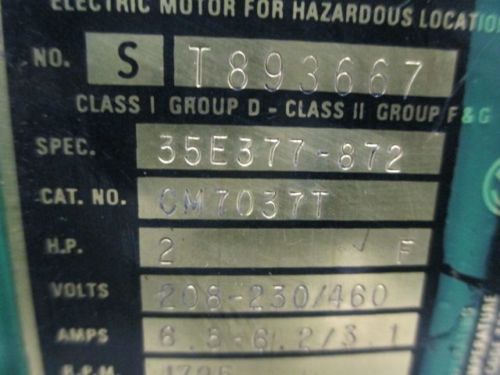 ELECTRIC MOTOR FOR HAZARDOUS LOCATIO
NO. S T893667
CLASS I GROUP D - CLASS II GROUP F & G
SPEC. 35E377-872
CAT. NO. CM7037T
H.P. 2 F
VOLTS 208-230/460
AMPS 6.5-6.2/3.1
R.P.M.